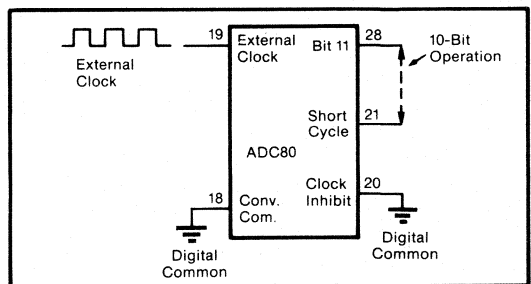 19
External
Clock
Bit 11
28
10-Bit
Operation
External
Clock
Short
Cycle
21
ADC80
18
Conv.
Com.
Clock
Inhibit
20
Digital
Common
Digital
Common